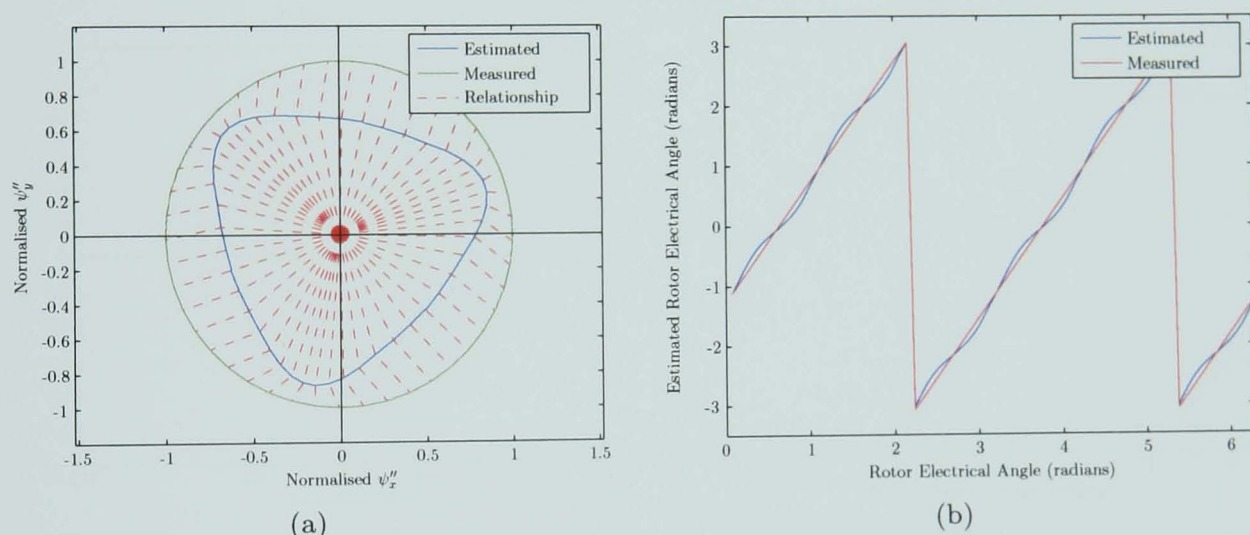 Estimated
Measured
Relationship
1
0.8
0.6
0.4
0.2
0
-0.2
-0.4
-0.6
-0.8
-1
Normalised ψ″y
-1.5 -1 -0.5 0 0.5 1 1.5
Normalised ψ″x
(a)
Estimated
Measured
3
2
1
0
-1
-2
-3
Estimated Rotor Electrical Angle (radians)
0 1 2 3 4 5 6
Rotor Electrical Angle (radians)
(b)